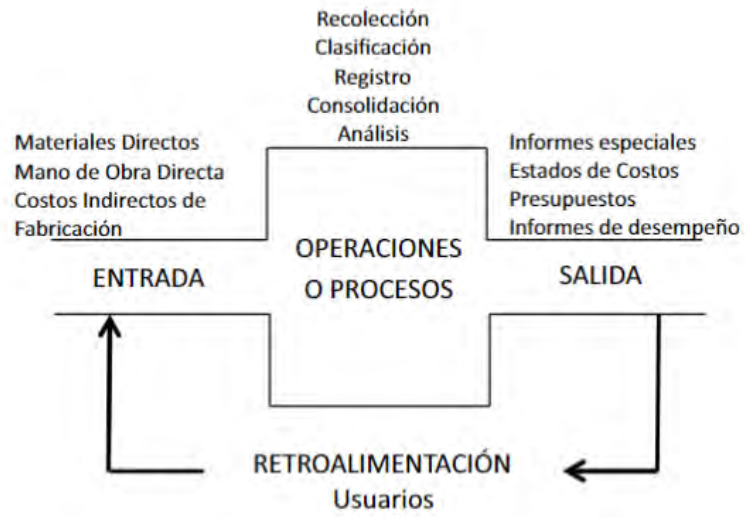 Recolección
Clasificación
Registro
Consolidación
Análisis
Materiales Directos
Mano de Obra Directa
Costos Indirectos de
Fabricación
Informes especiales
Estados de Costos
Presupuestos
Informes de desempeño
ENTRADA
OPERACIONES
O PROCESOS
SALIDA
RETROALIMENTACIÓN
Usuarios